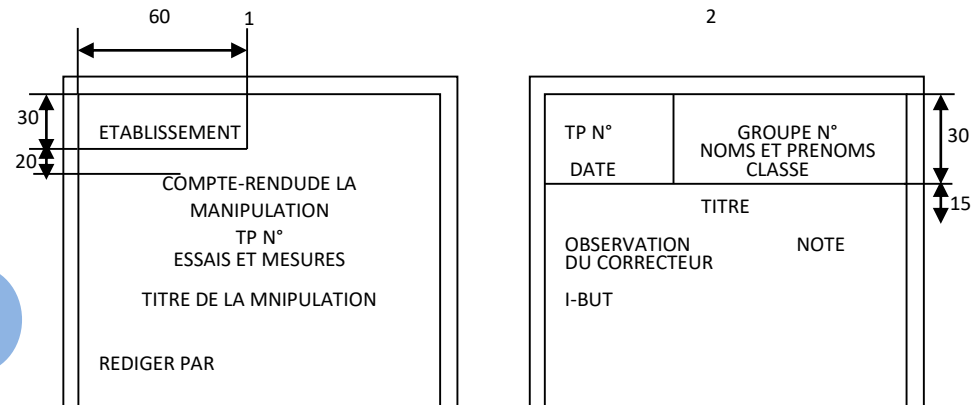 60
1
2
30
ETABLISSEMENT
20
COMPTE-RENDUDE LA
MANIPULATION
TP N°
ESSAIS ET MESURES
TITRE DE LA MNIPULATION
REDIGER PAR
TP N°
DATE
GROUPE N°
NOMS ET PRENOMS
CLASSE
30
15
TITRE
OBSERVATION
DU CORRECTEUR
NOTE
I-BUT